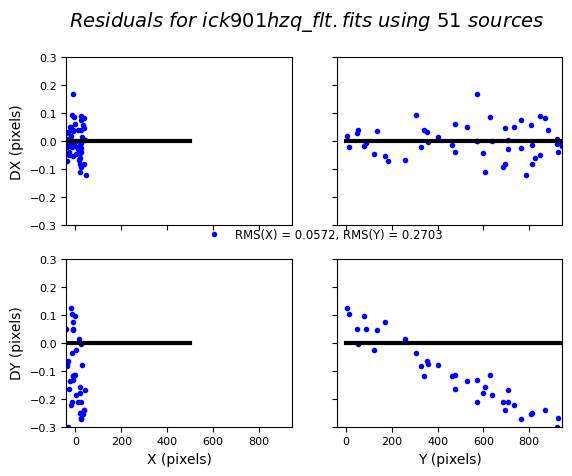 Residuals for ick901hzq_flt.fits using 51 sources
0.3
0.2
0.1
0.0
−0.1
−0.2
−0.3
DX (pixels)
RMS(X) = 0.0572, RMS(Y) = 0.2703
0.3
0.2
0.1
0.0
−0.1
−0.2
−0.3
DY (pixels)
0 200 400 600 800
0 200 400 600 800
X (pixels)
Y (pixels)